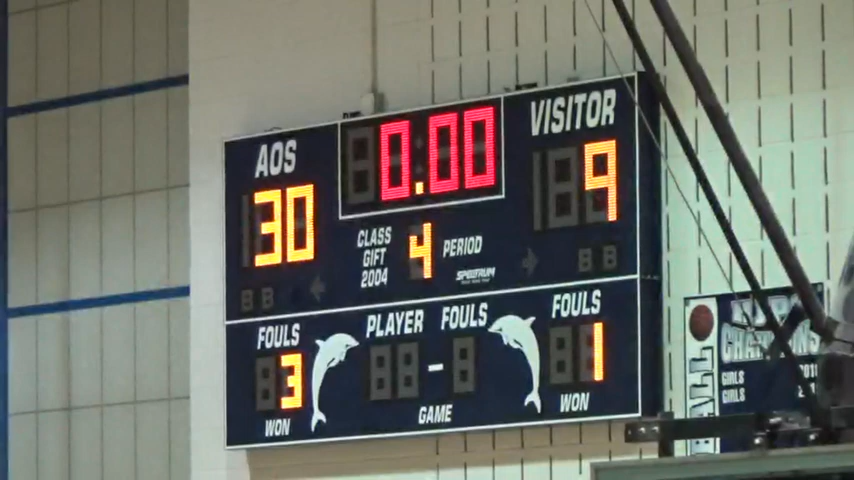 AOS
30
0.00
VISITOR
9
CLASS
GIFT
2004
4
PERIOD
SPECTRUM
B B
B B
FOULS
3
WON
PLAYER FOULS
-
GAME
FOULS
1
WON
CHAMPIONS
GIRLS
GIRLS